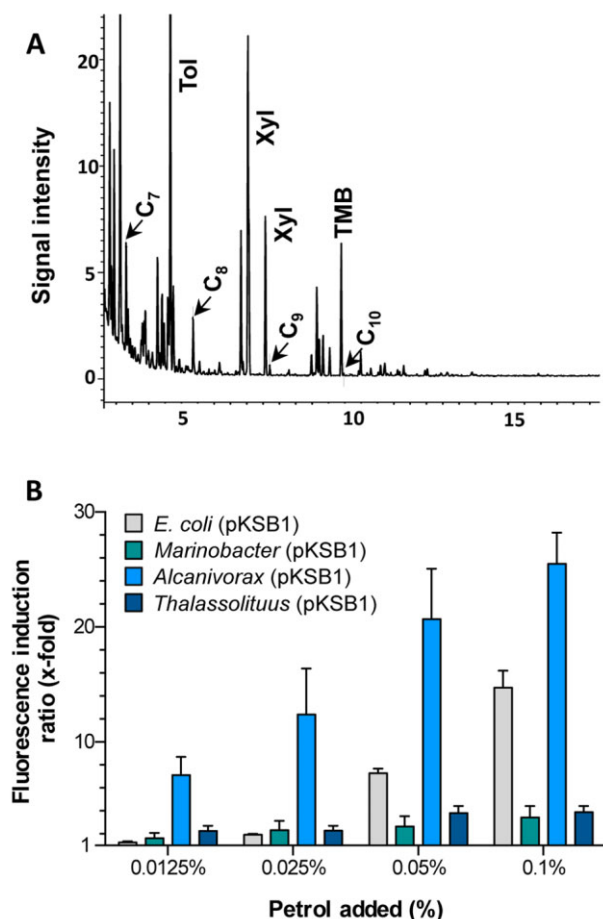 A
Signal intensity
20
10
5
0
C7
Tol
C8
Xyl
Xyl
C9
TMB
C10
5
10
15
B
Fluorescence induction
ratio (x-fold)
30
20
10
1
E. coli (pKSB1)
Marinobacter (pKSB1)
Alcanivorax (pKSB1)
Thalassolituus (pKSB1)
0.0125%
0.025%
0.05%
0.1%
Petrol added (%)